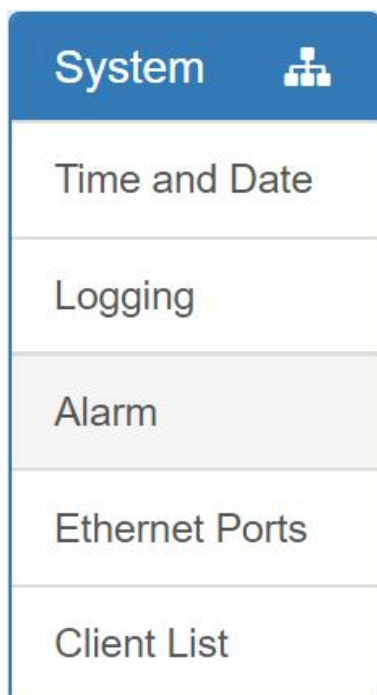 System
Time and Date
Logging
Alarm
Ethernet Ports
Client List